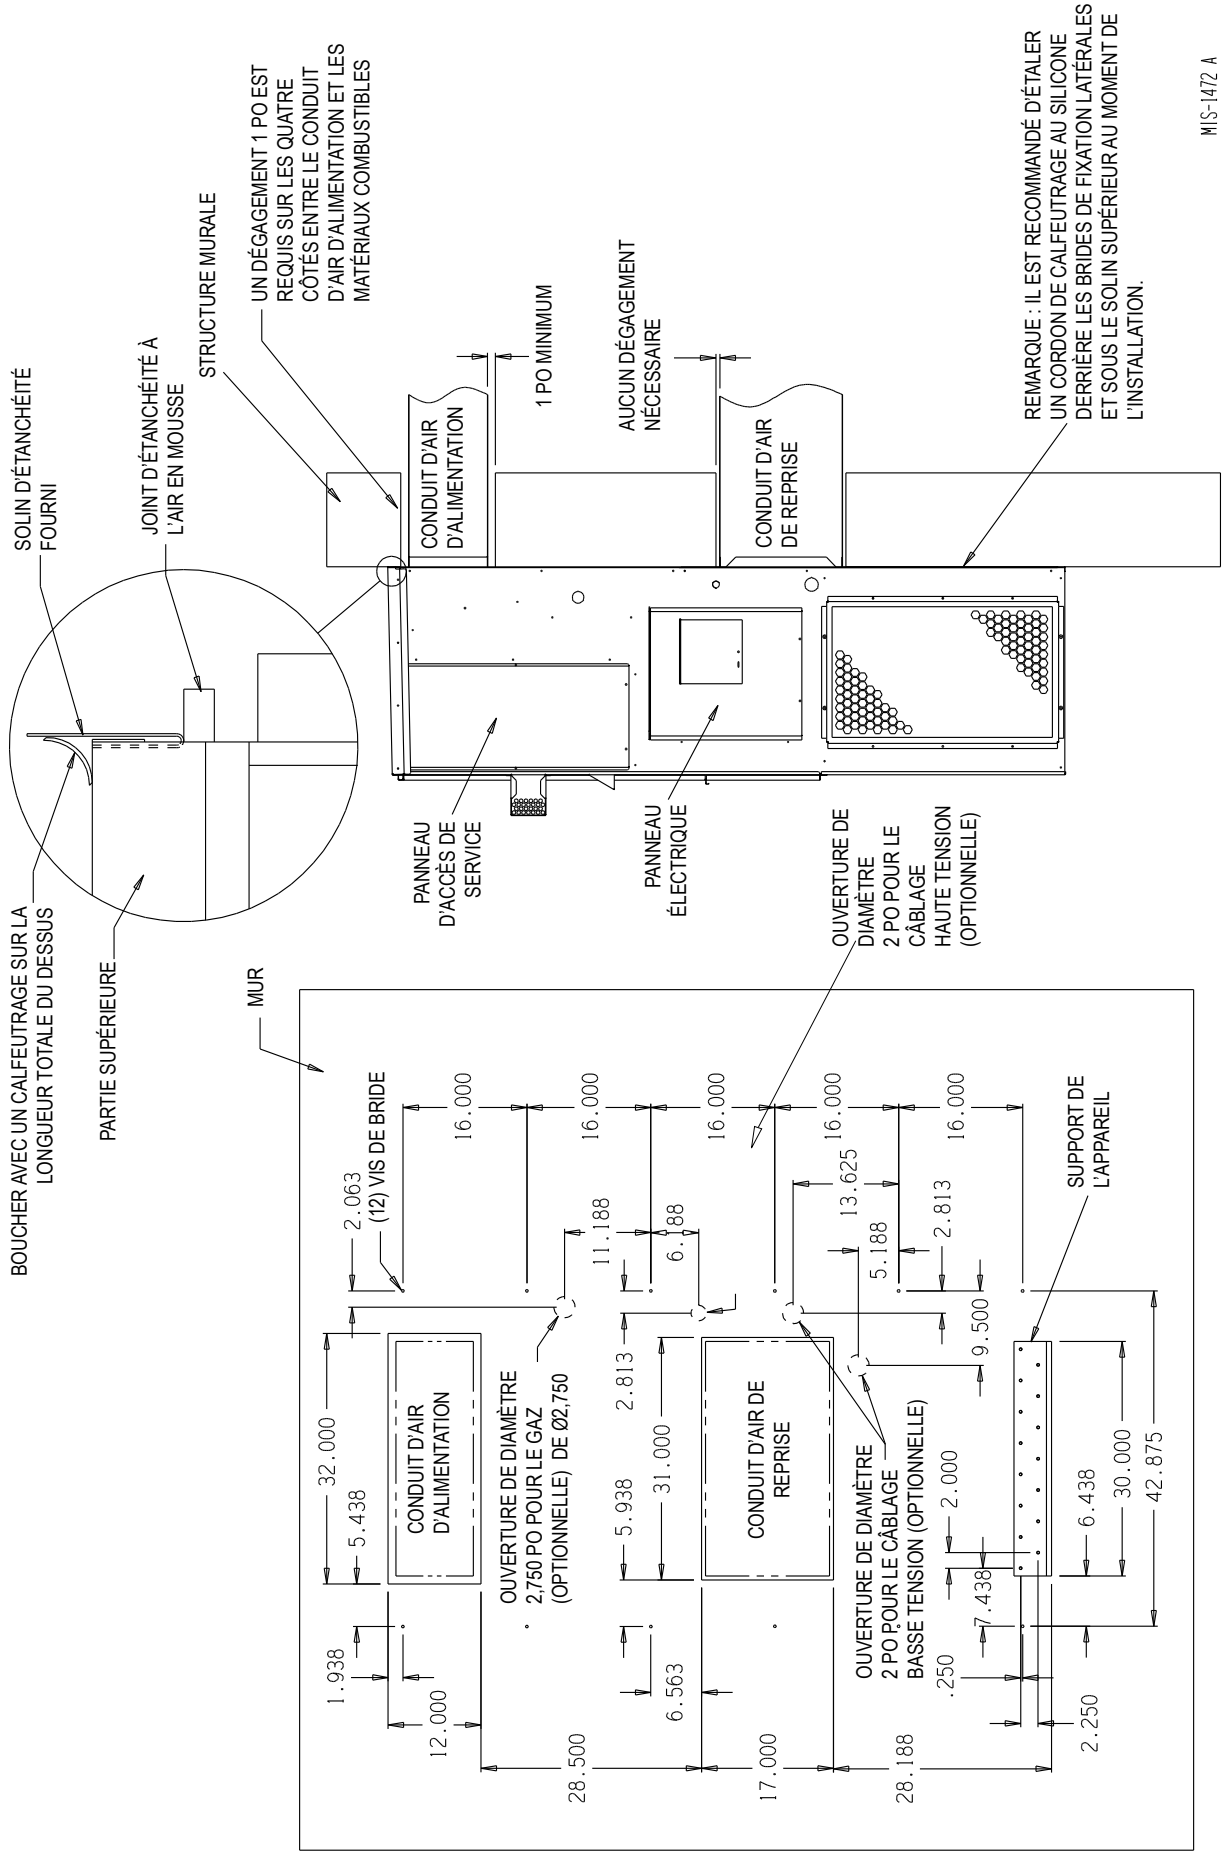 BOUCHER AVEC UN CALFEUTRAGE SUR LA
LONGUEUR TOTALE DU DESSUS
PARTIE SUPÉRIEURE
SOLIN D'ÉTANCHÉITÉ
FOURNI
JOINT D'ÉTANCHÉITÉ À
L'AIR EN MOUSSE
STRUCTURE MURALE
UN DÉGAGEMENT 1 PO EST
REQUIS SUR LES QUATRE
CÔTÉS ENTRE LE CONDUIT
D'AIR D'ALIMENTATION ET LES
MATÉRIAUX COMBUSTIBLES
CONDUIT D'AIR
D'ALIMENTATION
1 PO MINIMUM
AUCUN DÉGAGEMENT
NÉCESSAIRE
CONDUIT D'AIR
DE REPRISE
REMARQUE : IL EST RECOMMANDÉ D'ÉTALER
UN CORDON DE CALFEUTRAGE AU SILICONE
DERRIÈRE LES BRIDES DE FIXATION LATÉRALES
ET SOUS LE SOLIN SUPÉRIEUR AU MOMENT DE
L'INSTALLATION.
PANNEAU
D'ACCÈS DE
SERVICE
PANNEAU
ÉLECTRIQUE
OUVERTURE DE
DIAMÈTRE
2 PO POUR LE
CÂBLAGE
HAUTE TENSION
(OPTIONNELLE)
MUR
1.938
5.438
32.000
2.063
(12) VIS DE BRIDE
12.000
CONDUIT D'AIR
D'ALIMENTATION
16.000
16.000
16.000
16.000
16.000
OUVERTURE DE DIAMÈTRE
2,750 PO POUR LE GAZ
(OPTIONNELLE) DE Ø2,750
11.188
6.188
28.500
6.563
5.938
2.813
31.000
CONDUIT D'AIR DE
REPRISE
17.000
13.625
5.188
2.813
9.500
OUVERTURE DE DIAMÈTRE
2 PO POUR LE CÂBLAGE
BASSE TENSION (OPTIONNELLE)
28.188
.250
7.438
2.000
SUPPORT DE
L'APPAREIL
2.250
6.438
30.000
42.875
MIS-1472 A